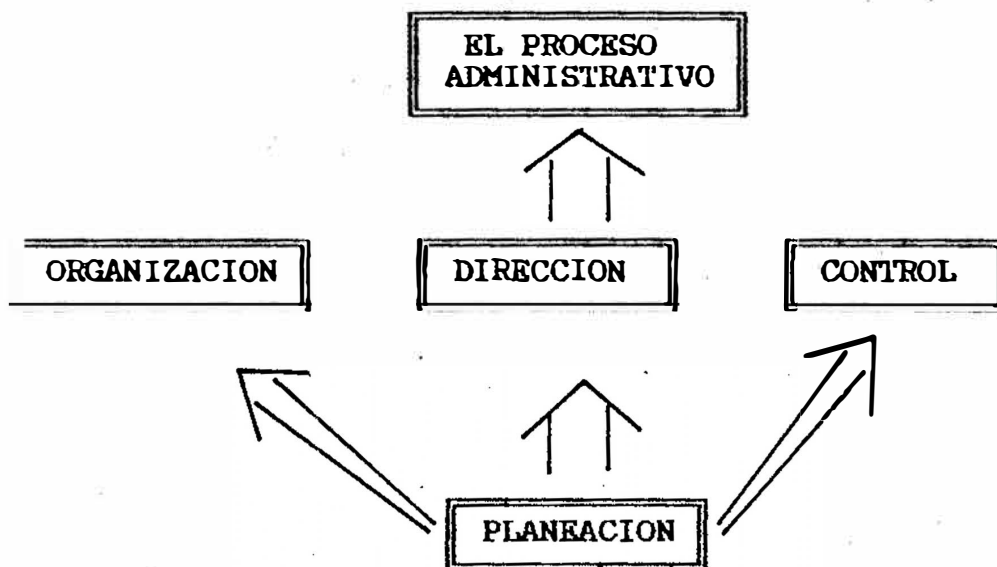 EL PROCESO
ADMINISTRATIVO
ORGANIZACION
DIRECCION
CONTROL
PLANEACION